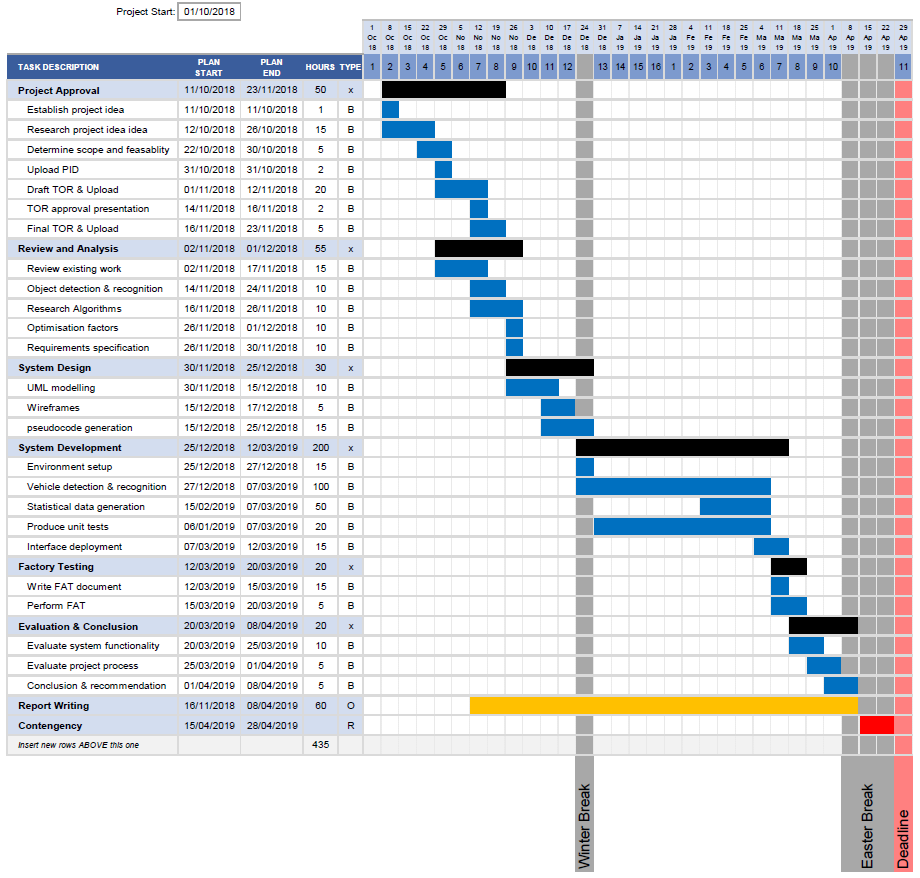 Project Start: 01/10/2018
1 8 15 22 29 5 12 19 26 3 10 17 24 31 7 14 21 28 4 11 18 25 4 11 18 25 1 8 15 22 29
Oc Oc Oc Oc Oc No No No No De De De De De Ja Ja Ja Ja Fe Fe Fe Fe Ma Ma Ma Ma Ap Ap Ap Ap Ap
18 18 18 18 18 18 18 18 18 18 18 18 18 18 19 19 19 19 19 19 19 19 19 19 19 19 19 19 19 19 19
TASK DESCRIPTION PLAN START PLAN END HOURS TYPE 1 2 3 4 5 6 7 8 9 10 11 12 13 14 15 16 1 2 3 4 5 6 7 8 9 10 11
Project Approval 11/10/2018 23/11/2018 50 x
Establish project idea 11/10/2018 11/10/2018 1 B
Research project idea idea 12/10/2018 26/10/2018 15 B
Determine scope and feasablity 22/10/2018 30/10/2018 5 B
Upload PID 31/10/2018 31/10/2018 2 B
Draft TOR & Upload 01/11/2018 12/11/2018 20 B
TOR approval presentation 14/11/2018 16/11/2018 2 B
Final TOR & Upload 16/11/2018 23/11/2018 5 B
Review and Analysis 02/11/2018 01/12/2018 55 x
Review existing work 02/11/2018 17/11/2018 15 B
Object detection & recognition 14/11/2018 24/11/2018 10 B
Research Algorithms 16/11/2018 26/11/2018 10 B
Optimisation factors 26/11/2018 01/12/2018 10 B
Requirements specification 26/11/2018 30/11/2018 10 B
System Design 30/11/2018 25/12/2018 30 x
UML modelling 30/11/2018 15/12/2018 10 B
Wireframes 15/12/2018 17/12/2018 5 B
pseudocode generation 15/12/2018 25/12/2018 15 B
System Development 25/12/2018 12/03/2019 200 x
Environment setup 25/12/2018 27/12/2018 15 B
Vehicle detection & recognition 27/12/2018 07/03/2019 100 B
Statistical data generation 15/02/2019 07/03/2019 50 B
Produce unit tests 06/01/2019 07/03/2019 20 B
Interface deployment 07/03/2019 12/03/2019 15 B
Factory Testing 12/03/2019 20/03/2019 20 x
Write FAT document 12/03/2019 15/03/2019 15 B
Perform FAT 15/03/2019 20/03/2019 5 B
Evaluation & Conclusion 20/03/2019 08/04/2019 20 x
Evaluate system functionality 20/03/2019 25/03/2019 10 B
Evaluate project process 25/03/2019 01/04/2019 5 B
Conclusion & recommendation 01/04/2019 08/04/2019 5 B
Report Writing 16/11/2018 08/04/2019 60 O
Contengency 15/04/2019 28/04/2019 R
Insert new rows ABOVE this one 435
Winter Break
Easter Break
Deadline